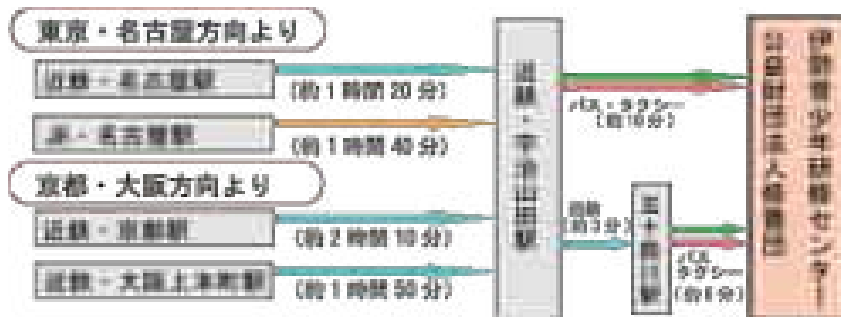 東京・名古屋方向より
近鉄・名古屋駅
(約1時間20分)
JR・名古屋駅
(約1時間40分)
京都・大阪方向より
近鉄・京都駅
(約2時間10分)
近鉄・大阪上本町駅
(約1時間50分)
近鉄・宇治山田駅
バス・タクシー
(約10分)
近鉄
(約3分)
五十鈴川駅
バス
タクシー
(約6分)
伊勢青少年研修センター